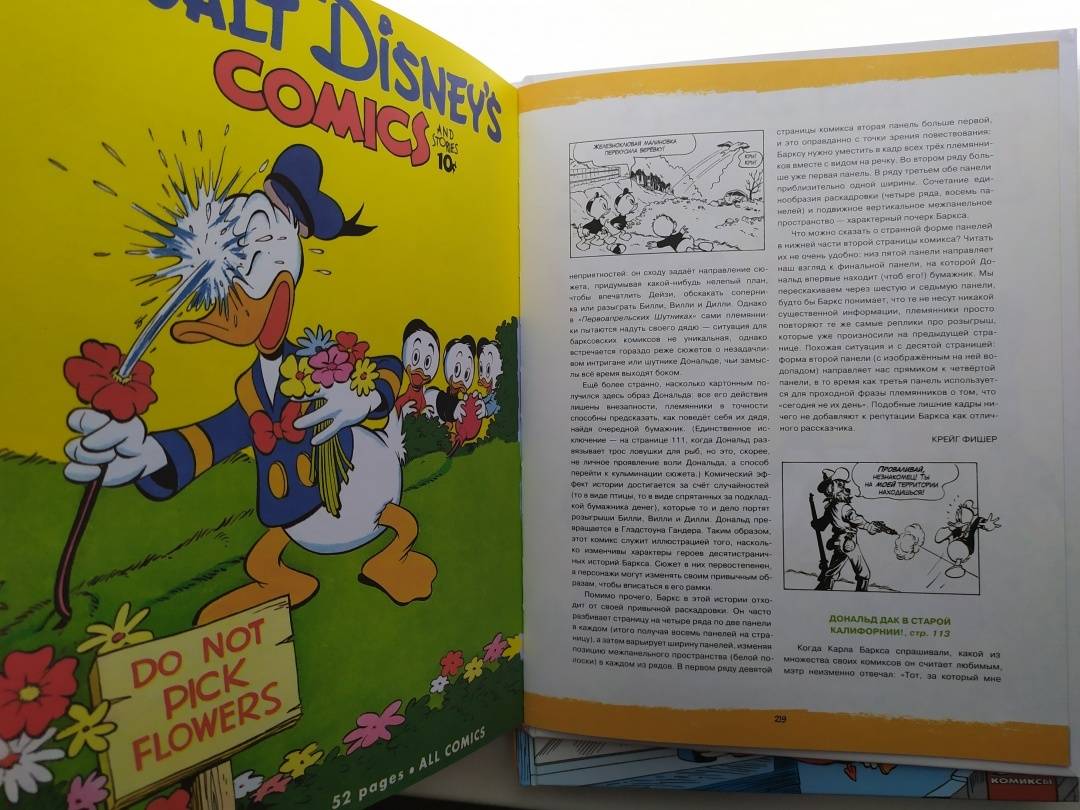 WALT DISNEY'S
COMICS
AND
STORIES
10¢
DO NOT
PICK
FLOWERS
52 pages • ALL COMICS
ЖЕЛЕЗНОКЛЮВАЯ МАЛИНОВКА
ПЕРЕКУСИЛА ВЕРЁВКУ!
КРЫ!
КРЫ!
неприятностей: он сходу задаёт направление сю-
жета, придумывая какой-нибудь нелепый план,
чтобы впечатлить Дейзи, обскакать соперни-
ка или разыграть Билли, Вилли и Дилли. Однако
в «Первоапрельских Шутниках» сами племянни-
ки пытаются надуть своего дядю — ситуация для
барксовских комиксов не уникальная, однако
встречается гораздо реже сюжетов о незадачли-
вом интригане или шутнике Дональде, чьи замыс-
лы всё время выходят боком.
Ещё более странно, насколько картонным по-
лучился здесь образ Дональда: все его действия
лишены внезапности, племянники в точности
способны предсказать, как поведёт себя их дядя,
найдя очередной бумажник. (Единственное ис-
ключение — на странице 111, когда Дональд раз-
вязывает трос ловушки для рыб, но это, скорее,
не личное проявление воли Дональда, а способ
перейти к кульминации сюжета.) Комический эф-
фект истории достигается за счёт случайностей
(то в виде птицы, то в виде спрятанных за подклад-
кой бумажника денег), которые то и дело портят
розыгрыши Билли, Вилли и Дилли. Дональд пре-
вращается в Глэдстоуна Гандера. Таким образом,
этот комикс служит иллюстрацией того, насколь-
ко изменчивы характеры героев десятистранич-
ных историй Баркса. Сюжет в них первостепенен,
а персонажи могут изменять своим привычным об-
разам, чтобы вписаться в его рамки.
Помимо прочего, Баркс в этой истории отхо-
дит от своей привычной раскадровки. Он часто
разбивает страницу на четыре ряда по две панели
в каждом (итого получая восемь панелей на стра-
ницу), а затем варьирует ширину панелей, изменяя
позицию межпанельного пространства (белой по-
лоски) в каждом из рядов. В первом ряду девятой
страницы комикса вторая панель больше первой,
и это оправданно с точки зрения повествования:
Барксу нужно уместить в кадр всех трёх племянни-
ков вместе с видом на речку. Во втором ряду боль-
ше уже первая панель. В ряду третьем обе панели
приблизительно одной ширины. Сочетание еди-
нообразия раскадровки (четыре ряда, восемь па-
нелей) и подвижное вертикальное межпанельное
пространство — характерный почерк Баркса.
Что можно сказать о странной форме панелей
в нижней части второй страницы комикса? Читать
их не очень удобно: низ пятой панели направляет
наш взгляд к финальной панели, на которой До-
нальд впервые находит (чтоб его!) бумажник. Мы
перескакиваем через шестую и седьмую панели,
будто бы Баркс понимает, что те не несут никакой
существенной информации, племянники просто
повторяют те же самые реплики про розыгрыш,
которые уже произносили на предыдущей стра-
нице. Похожая ситуация и с десятой страницей:
форма второй панели (с изображённым на ней во-
допадом) направляет нас прямиком к четвёртой
панели, в то время как третья панель используется
для проходной фразы племянников о том, что
«сегодня не их день». Подобные лишние кадры ни-
чего не добавляют к репутации Баркса как отлич-
ного рассказчика.
КРЕЙГ ФИШЕР
ПРОВАЛИВАЙ,
НЕЗНАКОМЕЦ! ТЫ
НА МОЕЙ ТЕРРИТОРИИ
НАХОДИШЬСЯ!
ДОНАЛЬД ДАК В СТАРОЙ
КАЛИФОРНИИ!, стр. 113
Когда Карла Баркса спрашивали, какой из
множества своих комиксов он считает любимым,
мэтр неизменно отвечал: «Тот, за который мне
219
КОМИКСЫ